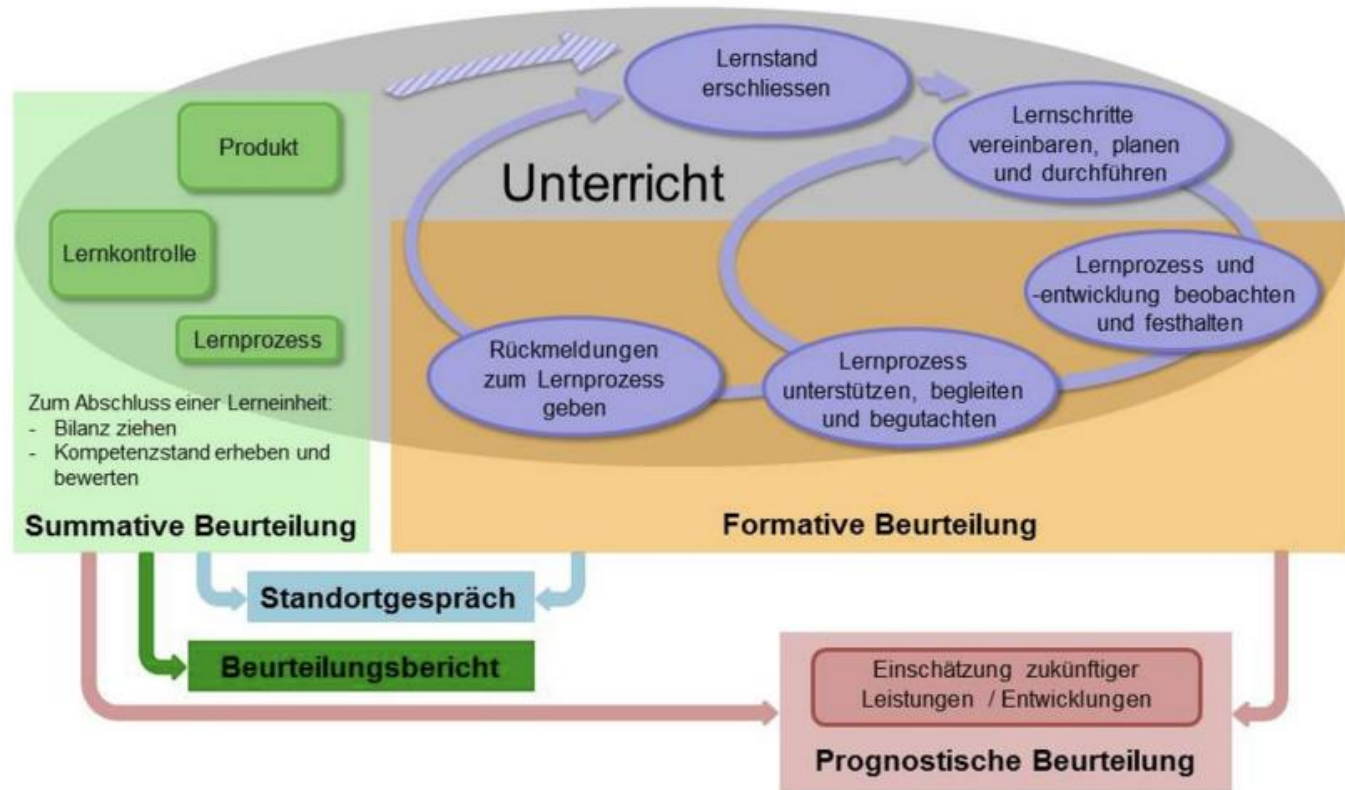 Lernstand
erschliessen
Lernschritte
vereinbaren, planen
und durchführen
Produkt
Unterricht
Lernkontrolle
Lernprozess und
-entwicklung beobachten
und festhalten
Lernprozess
Rückmeldungen
zum Lernprozess
geben
Lernprozess
unterstützen, begleiten
und begutachten
Zum Abschluss einer Lerneinheit:
- Bilanz ziehen
- Kompetenzstand erheben und
bewerten
Summative Beurteilung
Formative Beurteilung
Standortgespräch
Beurteilungsbericht
Einschätzung zukünftiger
Leistungen / Entwicklungen
Prognostische Beurteilung